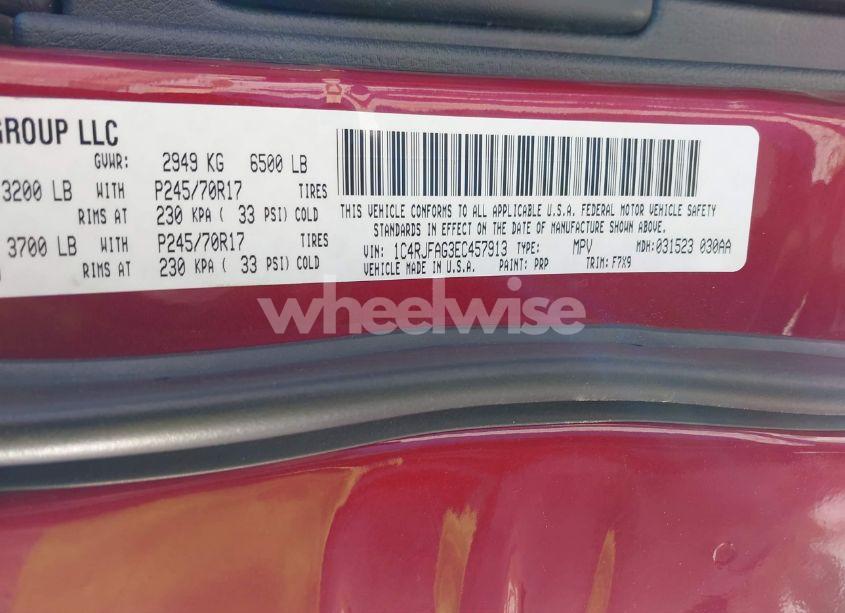 GROUP LLC
GVWR: 2949 KG 6500 LB
3200 LB WITH P245/70R17 TIRES
RIMS AT 230 KPA ( 33 PSI) COLD
3700 LB WITH P245/70R17 TIRES
RIMS AT 230 KPA ( 33 PSI) COLD
THIS VEHICLE CONFORMS TO ALL APPLICABLE U.S.A. FEDERAL MOTOR VEHICLE SAFETY
STANDARDS IN EFFECT ON THE DATE OF MANUFACTURE SHOWN ABOVE.
VIN: 1C4RJFAG3EC457913 TYPE: MPV MDH: 031523 030AA
VEHICLE MADE IN U.S.A. PAINT: PRP TRIM: F7X9
wheelwise